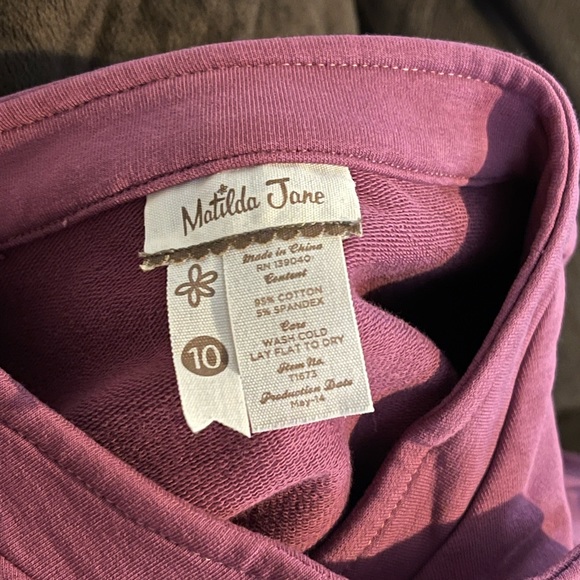 Matilda Jane
Made in China
RN 139040
Content
95% COTTON
5% SPANDEX
Care
WASH COLD
LAY FLAT TO DRY
Item No.
T1673
Production Date
May-14
10